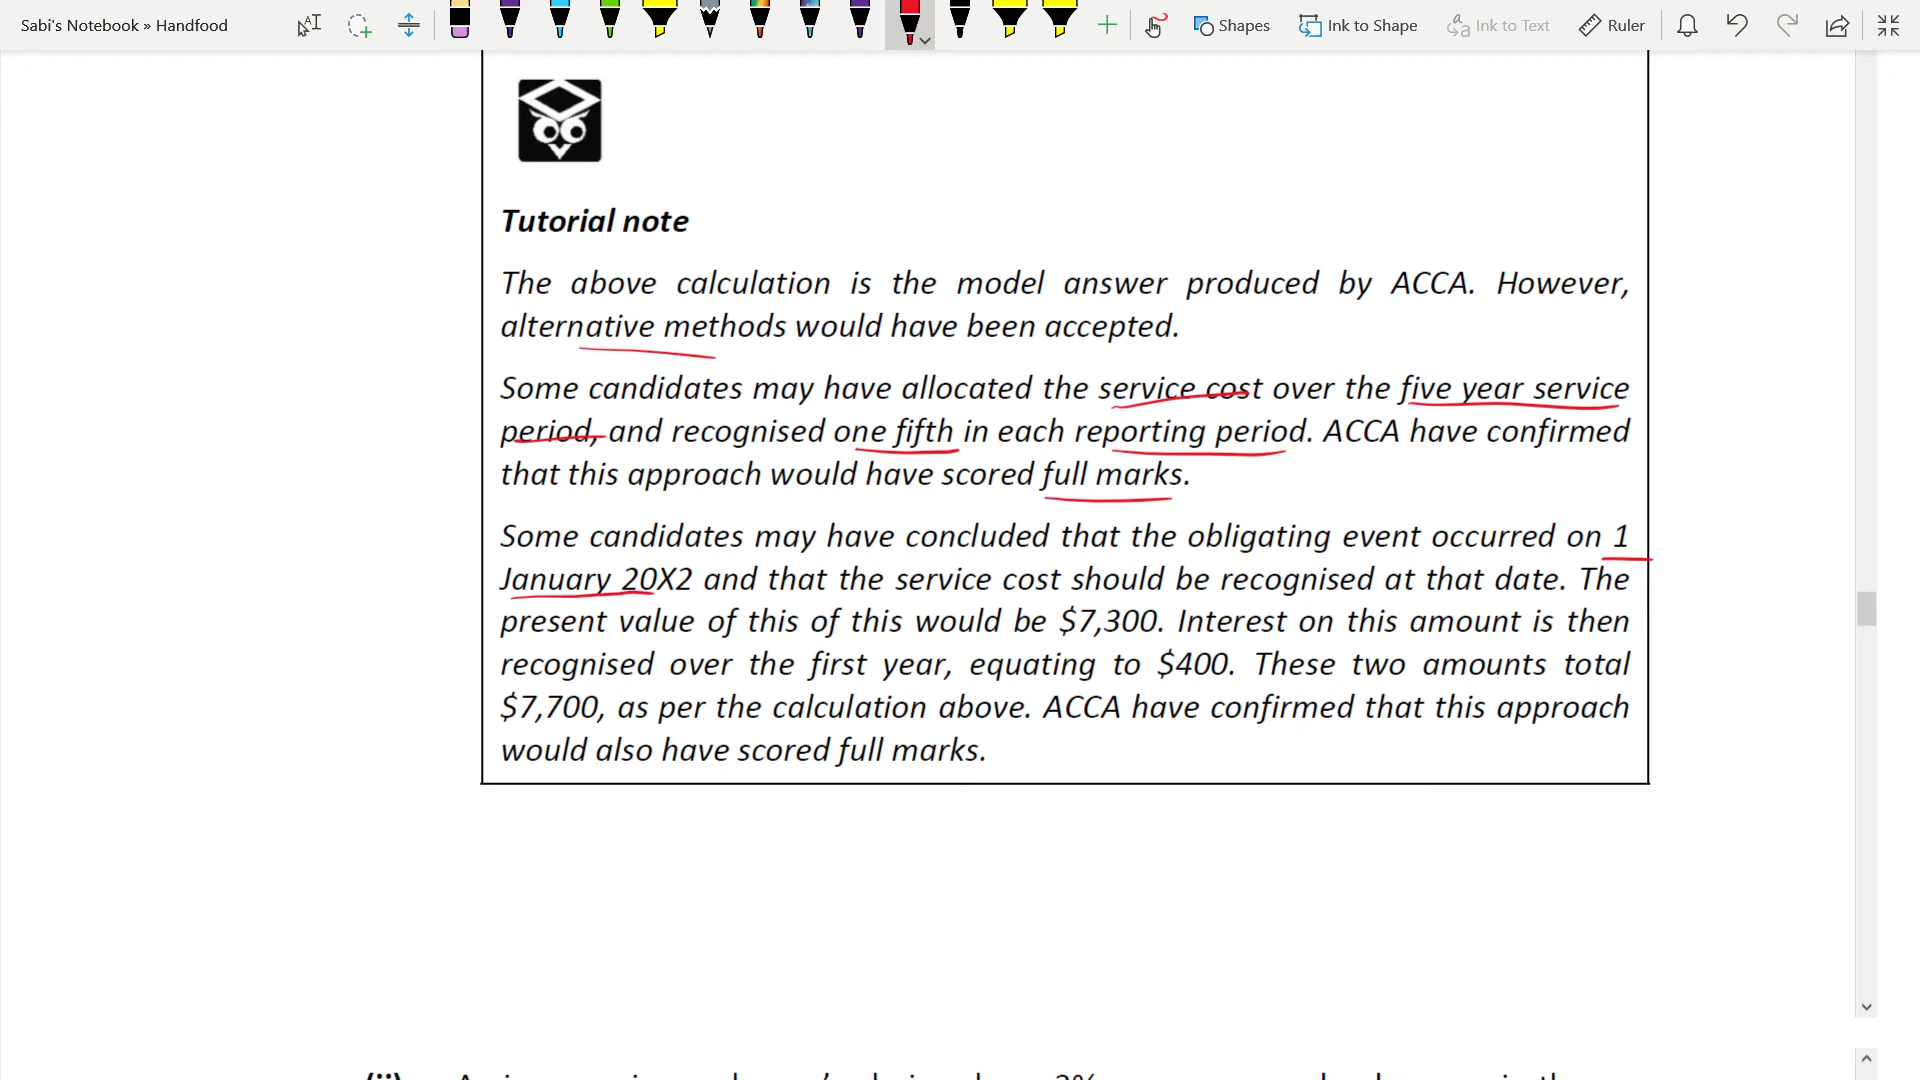 Sabi's Notebook » Handfood
Shapes
Ink to Shape
Ink to Text
Ruler
Tutorial note
The above calculation is the model answer produced by ACCA. However,
alternative methods would have been accepted.
Some candidates may have allocated the service cost over the five year service
period, and recognised one fifth in each reporting period. ACCA have confirmed
that this approach would have scored full marks.
Some candidates may have concluded that the obligating event occurred on 1
January 20X2 and that the service cost should be recognised at that date. The
present value of this of this would be $7,300. Interest on this amount is then
recognised over the first year, equating to $400. These two amounts total
$7,700, as per the calculation above. ACCA have confirmed that this approach
would also have scored full marks.